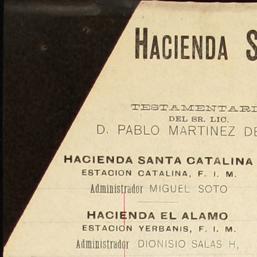 HACIENDA S
TESTAMENTARI
DEL SR. LIC.
D. PABLO MARTINEZ DE
HACIENDA SANTA CATALINA
ESTACION CATALINA, F. I. M.
Administrador MIGUEL SOTO
HACIENDA EL ALAMO
ESTACION YERBANIS, F. I. M.
Administrador DIONISIO SALAS H,